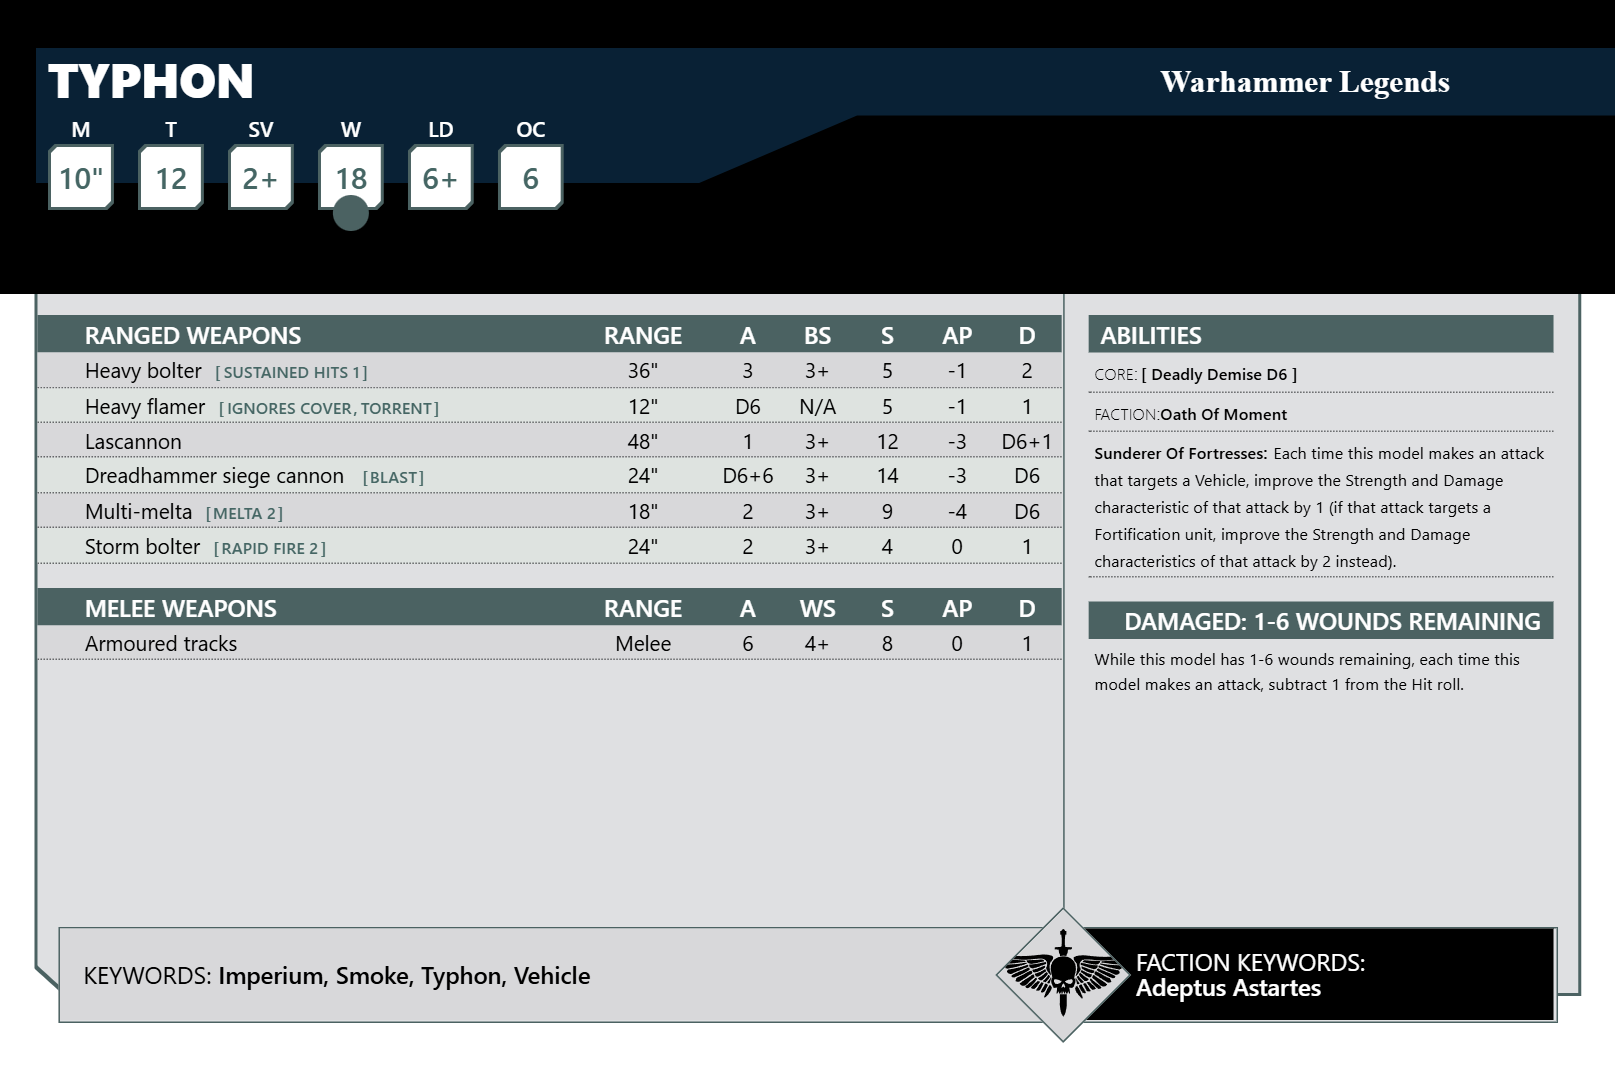 TYPHON
Warhammer Legends
M T SV W LD OC
10" 12 2+ 18 6+ 6
RANGED WEAPONS RANGE A BS S AP D
Heavy bolter [SUSTAINED HITS 1] 36" 3 3+ 5 -1 2
Heavy flamer [IGNORES COVER, TORRENT] 12" D6 N/A 5 -1 1
Lascannon 48" 1 3+ 12 -3 D6+1
Dreadhammer siege cannon [BLAST] 24" D6+6 3+ 14 -3 D6
Multi-melta [MELTA 2] 18" 2 3+ 9 -4 D6
Storm bolter [RAPID FIRE 2] 24" 2 3+ 4 0 1
MELEE WEAPONS RANGE A WS S AP D
Armoured tracks Melee 6 4+ 8 0 1
ABILITIES
CORE: [ Deadly Demise D6 ]
FACTION:Oath Of Moment
Sunderer Of Fortresses: Each time this model makes an attack
that targets a Vehicle, improve the Strength and Damage
characteristic of that attack by 1 (if that attack targets a
Fortification unit, improve the Strength and Damage
characteristics of that attack by 2 instead).
DAMAGED: 1-6 WOUNDS REMAINING
While this model has 1-6 wounds remaining, each time this
model makes an attack, subtract 1 from the Hit roll.
KEYWORDS: Imperium, Smoke, Typhon, Vehicle
FACTION KEYWORDS:
Adeptus Astartes